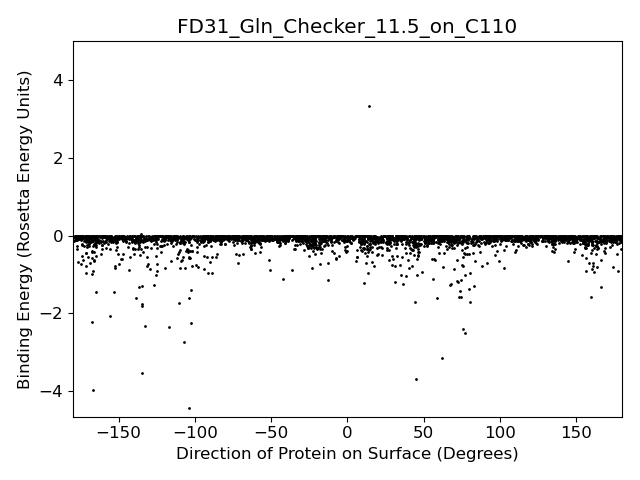 FD31_Gln_Checker_11.5_on_C110
Binding Energy (Rosetta Energy Units)
4
2
0
−2
−4
−150 −100 −50 0 50 100 150
Direction of Protein on Surface (Degrees)